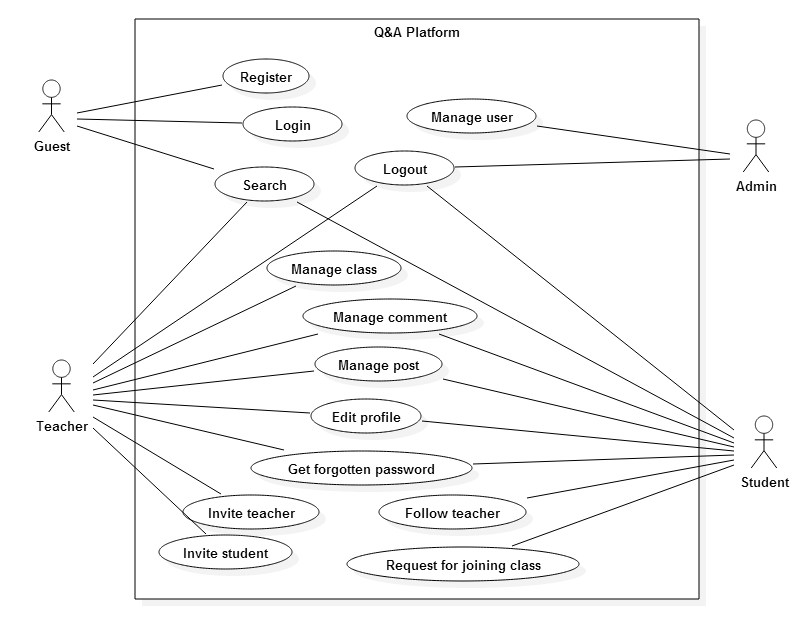 Q&A Platform
Register
Login
Manage user
Guest
Search
Logout
Admin
Manage class
Manage comment
Manage post
Teacher
Edit profile
Get forgotten password
Student
Invite teacher
Follow teacher
Invite student
Request for joining class